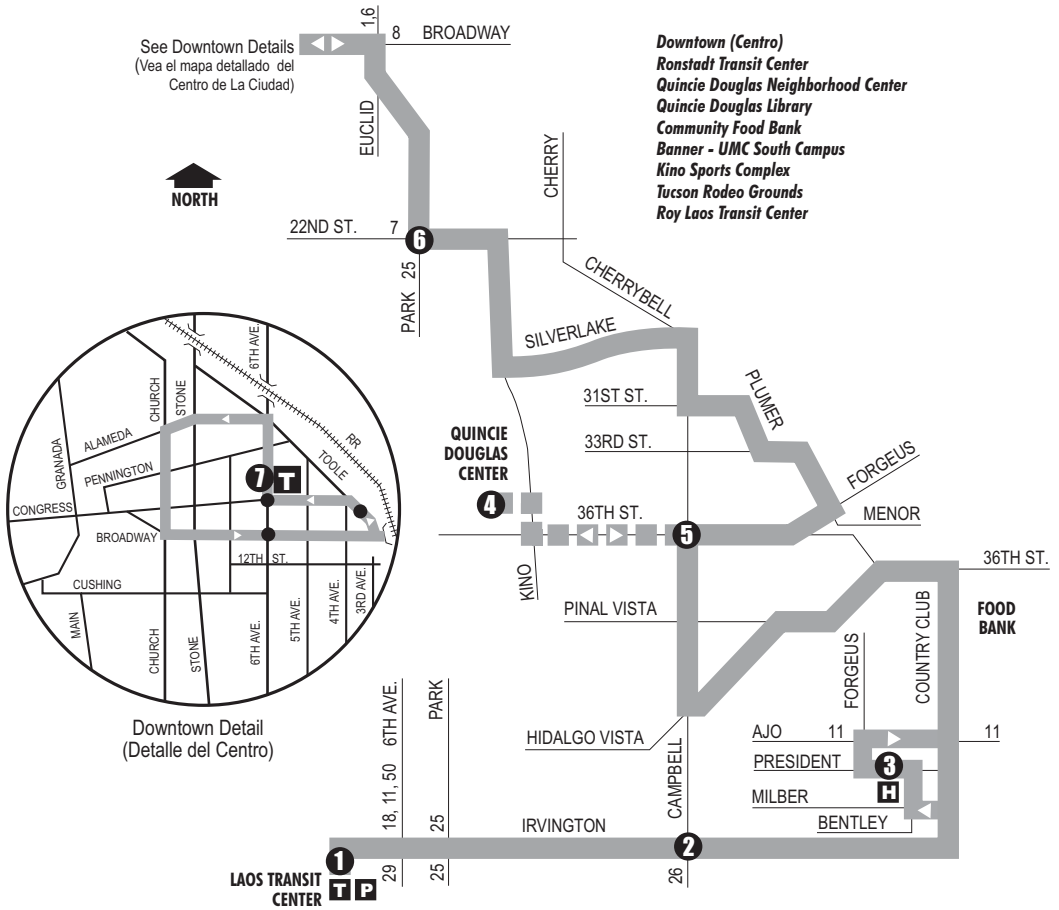 1,6
8 BROADWAY
See Downtown Details
(Vea el mapa detallado del
Centro de La Ciudad)
EUCLID
NORTH
Downtown (Centro)
Ronstadt Transit Center
Quincie Douglas Neighborhood Center
Quincie Douglas Library
Community Food Bank
Banner - UMC South Campus
Kino Sports Complex
Tucson Rodeo Grounds
Roy Laos Transit Center
CHERRY
22ND ST. 7
6
PARK 25
CHERRYBELL
SILVERLAKE
PLUMER
31ST ST.
33RD ST.
FORGEUS
MENOR
QUINCIE
DOUGLAS
CENTER
4
36TH ST.
5
KINO
36TH ST.
PINAL VISTA
COUNTRY CLUB
FOOD
BANK
FORGEUS
HIDALGO VISTA
CAMPBELL
AJO 11
11
PRESIDENT
3
H
MILBER
BENTLEY
18, 11, 50 6TH AVE.
PARK
25
IRVINGTON
1
2
29
25
26
LAOS TRANSIT
CENTER
T P
6TH AVE.
CHURCH
STONE
RR
TOOLE
GRANADA
ALAMEDA
PENNINGTON
7 T
CONGRESS
BROADWAY
12TH ST.
CUSHING
MAIN
CHURCH
STONE
6TH AVE.
5TH AVE.
4TH AVE.
3RD AVE.
Downtown Detail
(Detalle del Centro)